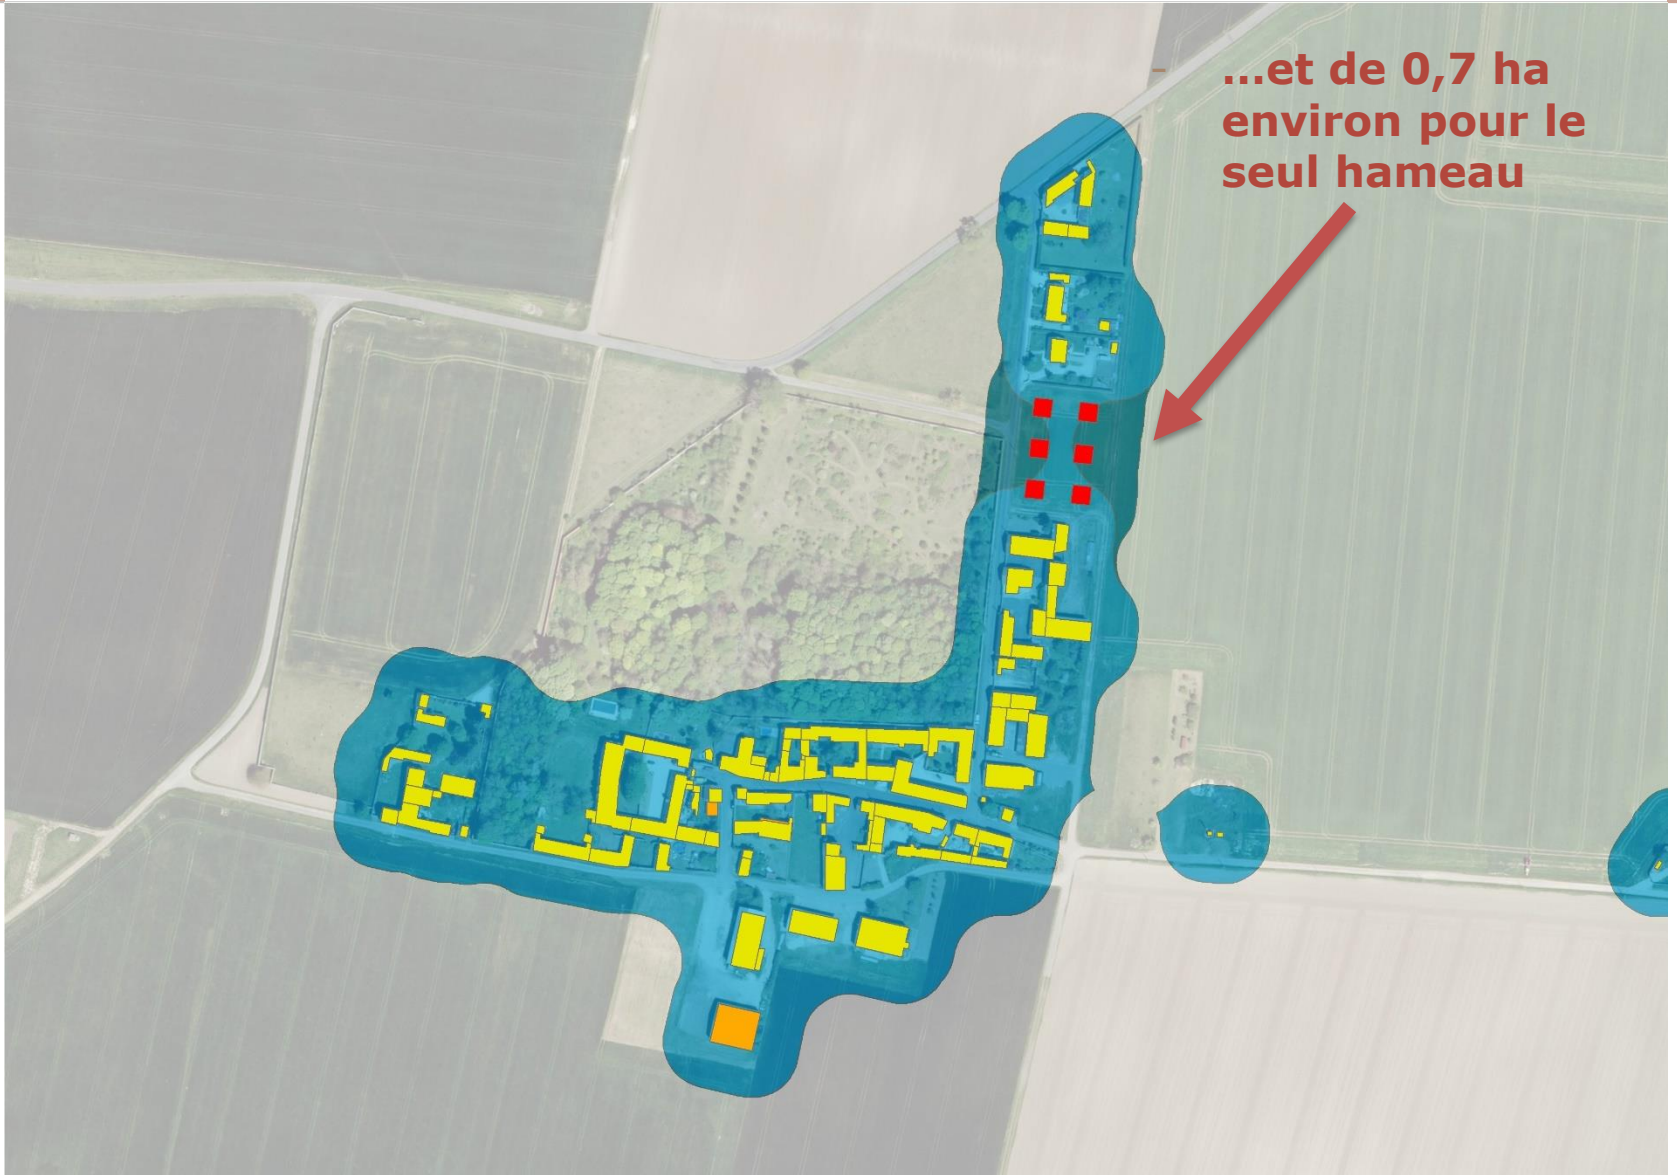 ...et de 0,7 ha
environ pour le
seul hameau